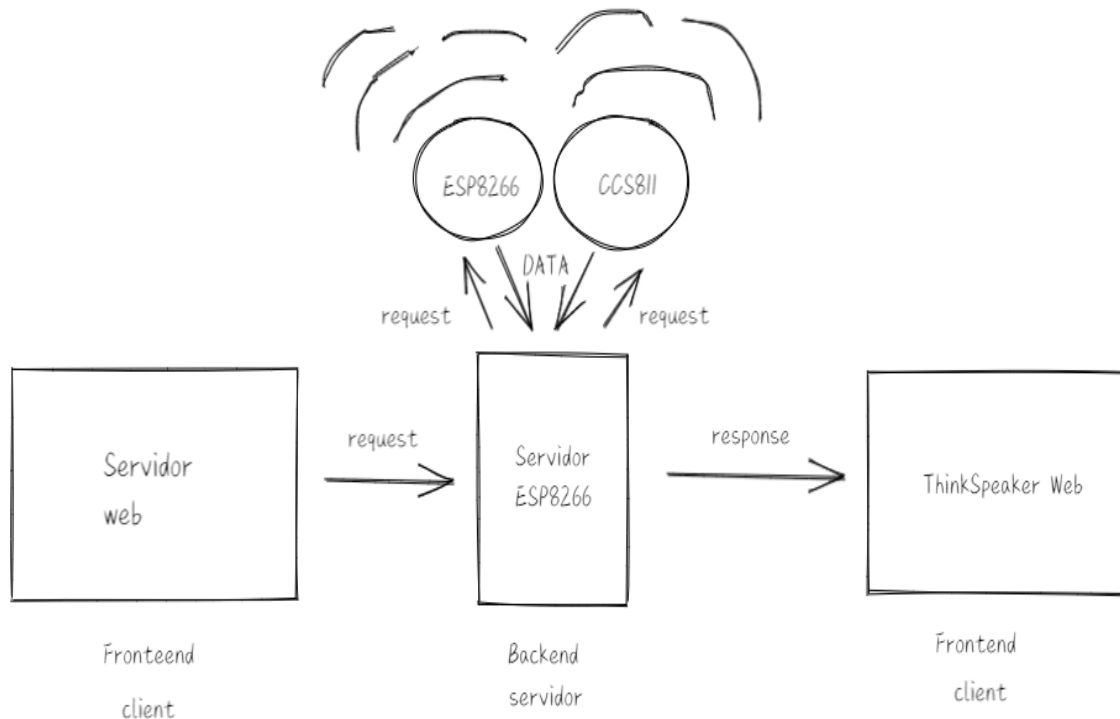 ESP8266
CCS811
DATA
request
request
Servidor
web
request
Servidor
ESP8266
response
ThinkSpeaker Web
Fronteend
client
Backend
servidor
Frontend
client